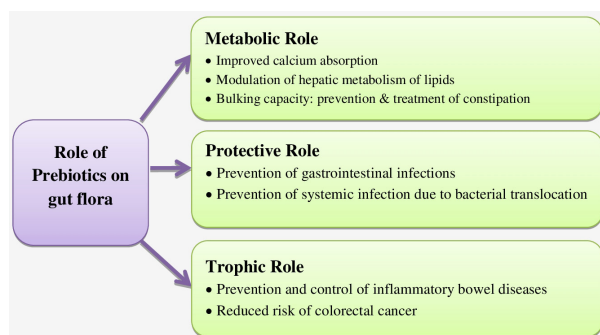 Role of
Prebiotics on
gut flora
Metabolic Role
• Improved calcium absorption
• Modulation of hepatic metabolism of lipids
• Bulking capacity: prevention & treatment of constipation
Protective Role
• Prevention of gastrointestinal infections
• Prevention of systemic infection due to bacterial translocation
Trophic Role
• Prevention and control of inflammatory bowel diseases
• Reduced risk of colorectal cancer